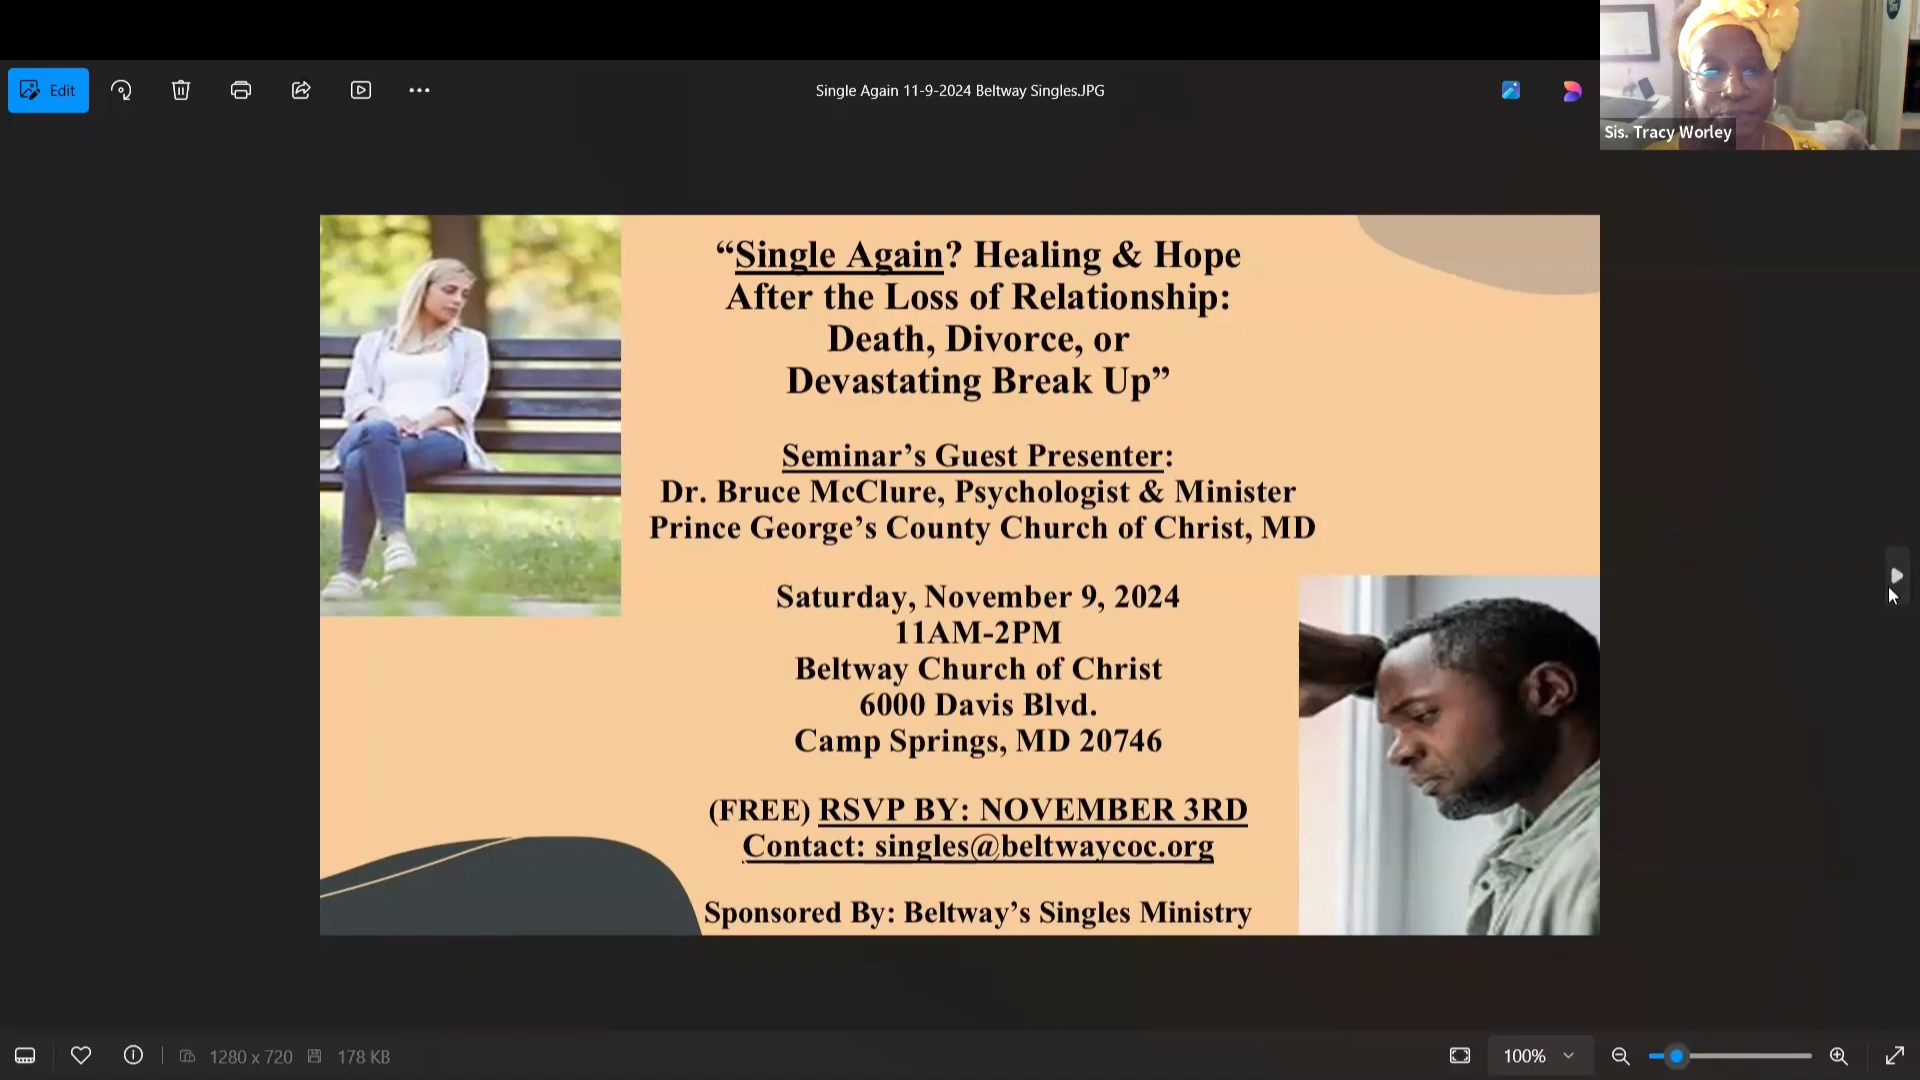 Edit
Single Again 11-9-2024 Beltway Singles.JPG
Sis. Tracy Worley
“Single Again? Healing & Hope
After the Loss of Relationship:
Death, Divorce, or
Devastating Break Up”
Seminar’s Guest Presenter:
Dr. Bruce McClure, Psychologist & Minister
Prince George’s County Church of Christ, MD
Saturday, November 9, 2024
11AM-2PM
Beltway Church of Christ
6000 Davis Blvd.
Camp Springs, MD 20746
(FREE) RSVP BY: NOVEMBER 3RD
Contact: singles@beltwaycoc.org
Sponsored By: Beltway’s Singles Ministry
1280 x 720
178 KB
100%